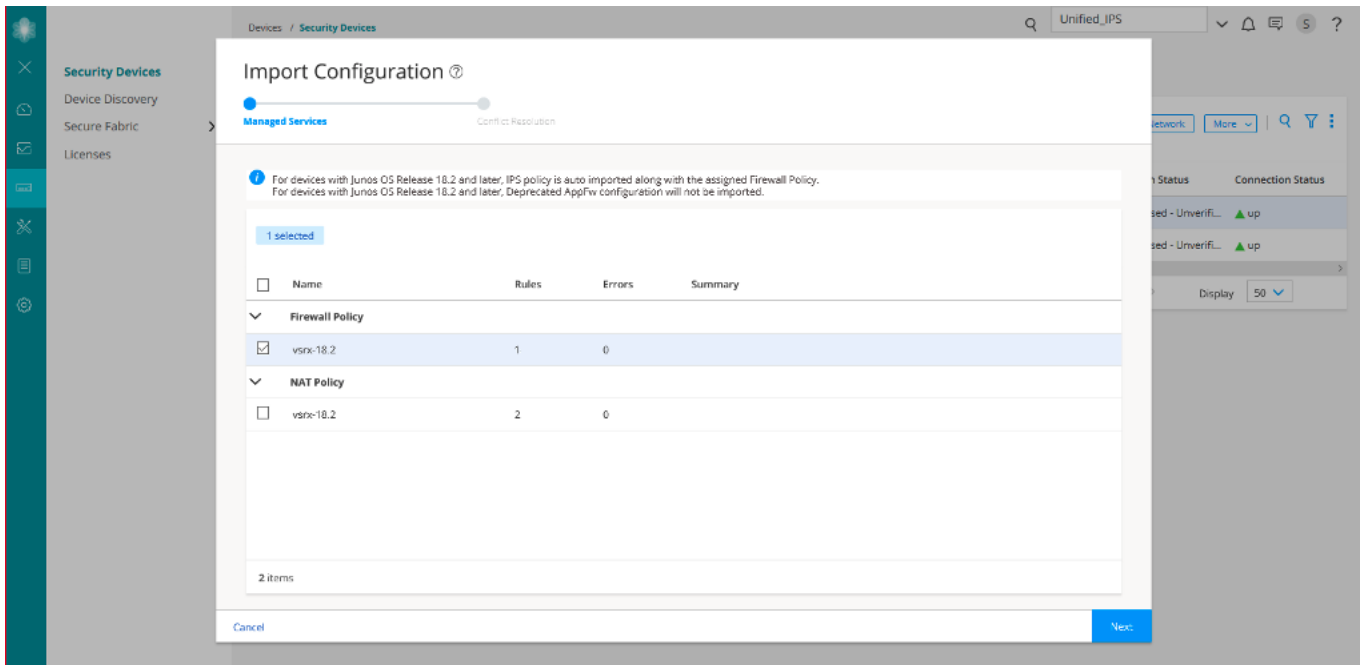 Devices / Security Devices
Unified_IPS
S
?
Security Devices
Device Discovery
Secure Fabric
Licenses
Import Configuration ?
Managed Services
Conflict Resolution
Network
More
i For devices with Junos OS Release 18.2 and later, IPS policy is auto imported along with the assigned Firewall Policy.
For devices with Junos OS Release 18.2 and later, Deprecated AppFw configuration will not be imported.
Status
Connection Status
1 selected
sed - Unverifi...
up
sed - Unverifi...
up
Name
Rules
Errors
Summary
Display
50
Firewall Policy
vsrx-18.2
1
0
NAT Policy
vsrx-18.2
2
0
2 items
Cancel
Next